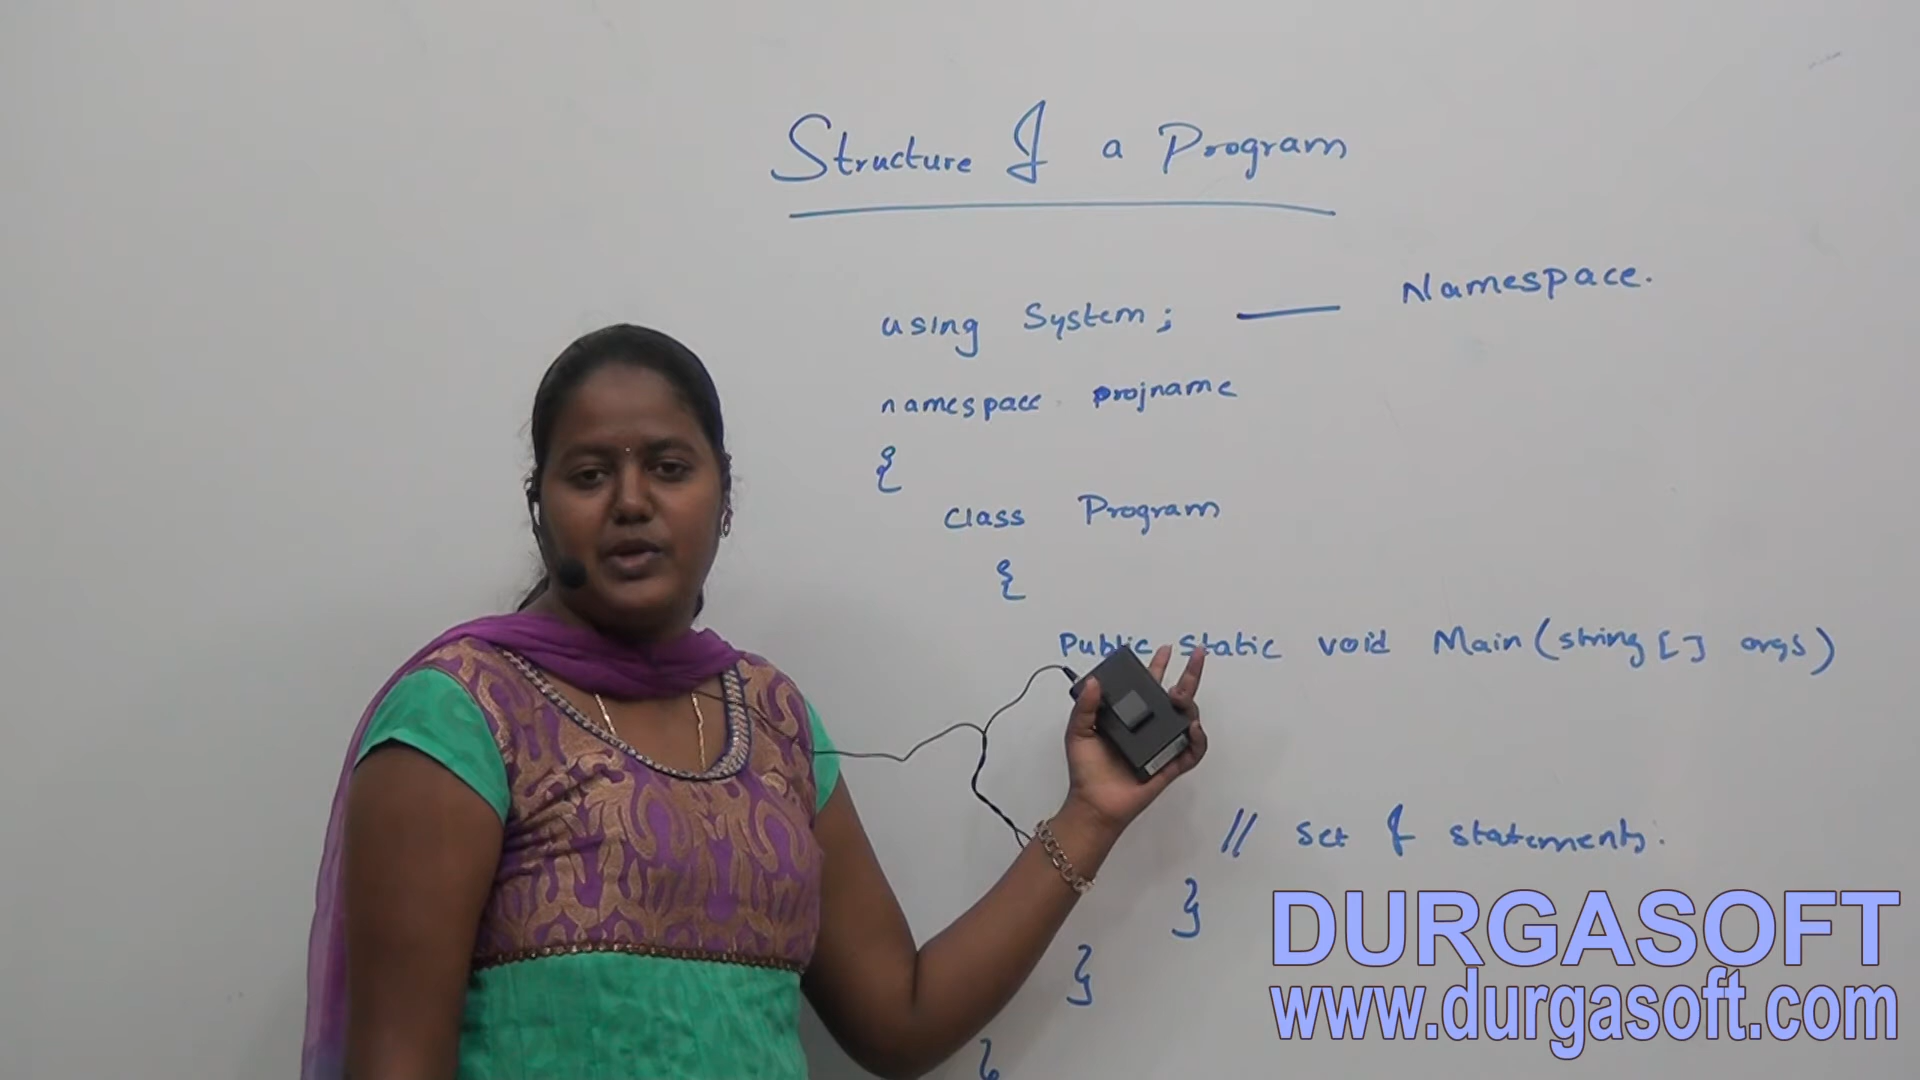 Structure of a Program
using System; — Namespace.
namespace projname
{
class Program
{
Public static void Main(string[] args)
// set of statements.
}
}
}
DURGASOFT
www.durgasoft.com